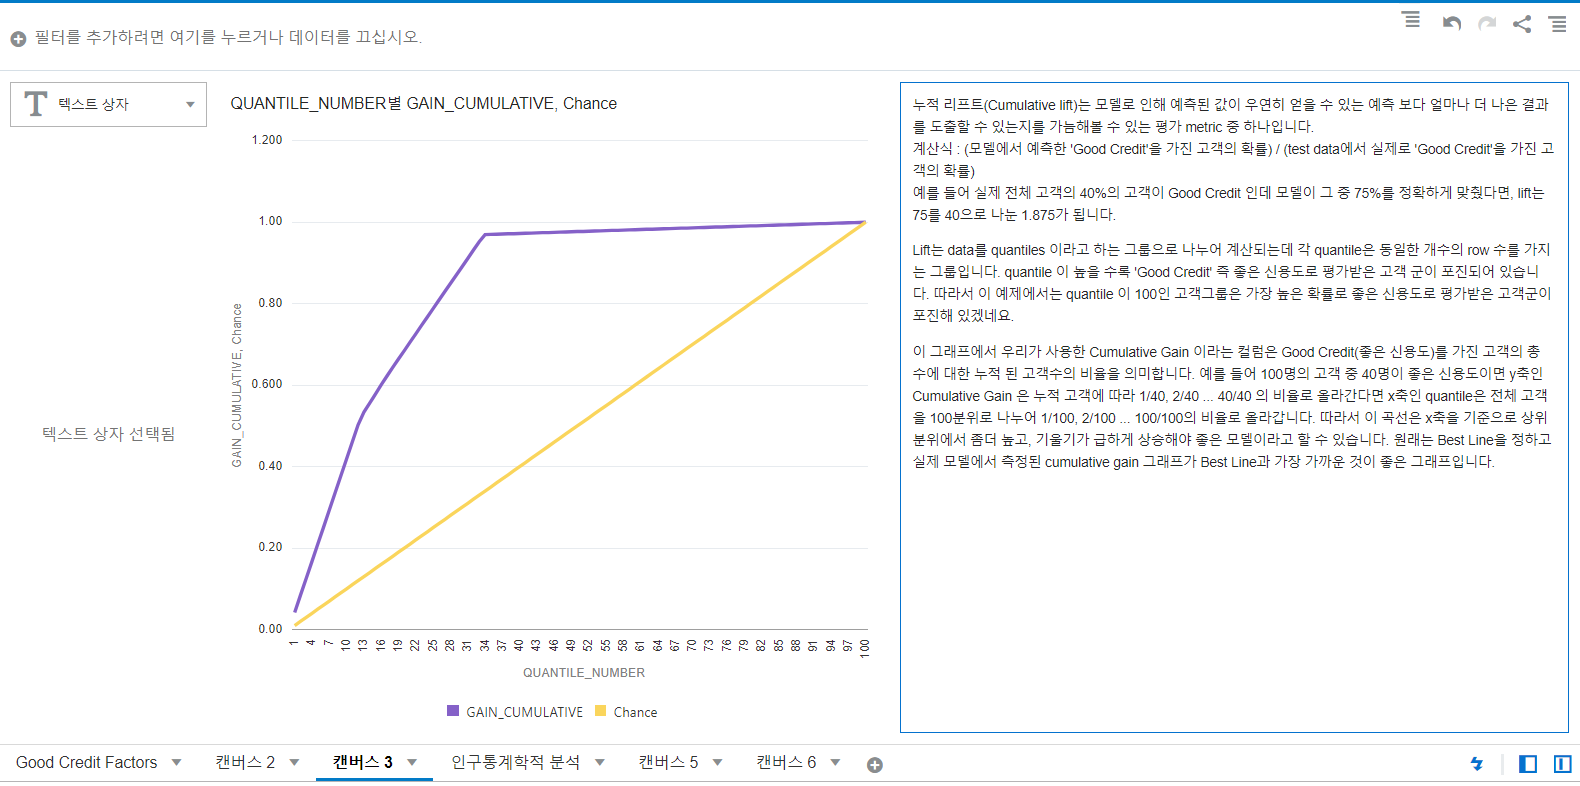 필터를 추가하려면 여기를 누르거나 데이터를 끄십시오.
텍스트 상자
텍스트 상자 선택됨
QUANTILE_NUMBER별 GAIN_CUMULATIVE, Chance
1.200
1.00
0.80
0.600
0.40
0.20
0.00
GAIN_CUMULATIVE, Chance
1 4 7 10 13 16 19 22 25 28 31 34 37 40 43 46 49 52 55 58 61 64 67 70 73 76 79 82 85 88 91 94 97 100
QUANTILE_NUMBER
GAIN_CUMULATIVE Chance
누적 리프트(Cumulative lift)는 모델로 인해 예측된 값이 우연히 얻을 수 있는 예측 보다 얼마나 더 나은 결과
를 도출할 수 있는지를 가늠해볼 수 있는 평가 metric 중 하나입니다.
계산식 : (모델에서 예측한 'Good Credit'을 가진 고객의 확률) / (test data에서 실제로 'Good Credit'을 가진 고
객의 확률)
예를 들어 실제 전체 고객의 40%의 고객이 Good Credit 인데 모델이 그 중 75%를 정확하게 맞췄다면, lift는
75를 40으로 나눈 1.875가 됩니다.
Lift는 data를 quantiles 이라고 하는 그룹으로 나누어 계산되는데 각 quantile은 동일한 개수의 row 수를 가지
는 그룹입니다. quantile 이 높을 수록 'Good Credit' 즉 좋은 신용도로 평가받은 고객 군이 포진되어 있습니
다. 따라서 이 예제에서는 quantile 이 100인 고객그룹은 가장 높은 확률로 좋은 신용도로 평가받은 고객군이
포진해 있겠네요.
이 그래프에서 우리가 사용한 Cumulative Gain 이라는 컬럼은 Good Credit(좋은 신용도)를 가진 고객의 총
수에 대한 누적 된 고객수의 비율을 의미합니다. 예를 들어 100명의 고객 중 40명이 좋은 신용도이면 y축인
Cumulative Gain 은 누적 고객에 따라 1/40, 2/40 ... 40/40 의 비율로 올라간다면 x축인 quantile은 전체 고객
을 100분위로 나누어 1/100, 2/100 ... 100/100의 비율로 올라갑니다. 따라서 이 곡선은 x축을 기준으로 상위
분위에서 좀더 높고, 기울기가 급하게 상승해야 좋은 모델이라고 할 수 있습니다. 원래는 Best Line을 정하고
실제 모델에서 측정된 cumulative gain 그래프가 Best Line과 가장 가까운 것이 좋은 그래프입니다.
Good Credit Factors 캔버스 2 캔버스 3 인구통계학적 분석 캔버스 5 캔버스 6